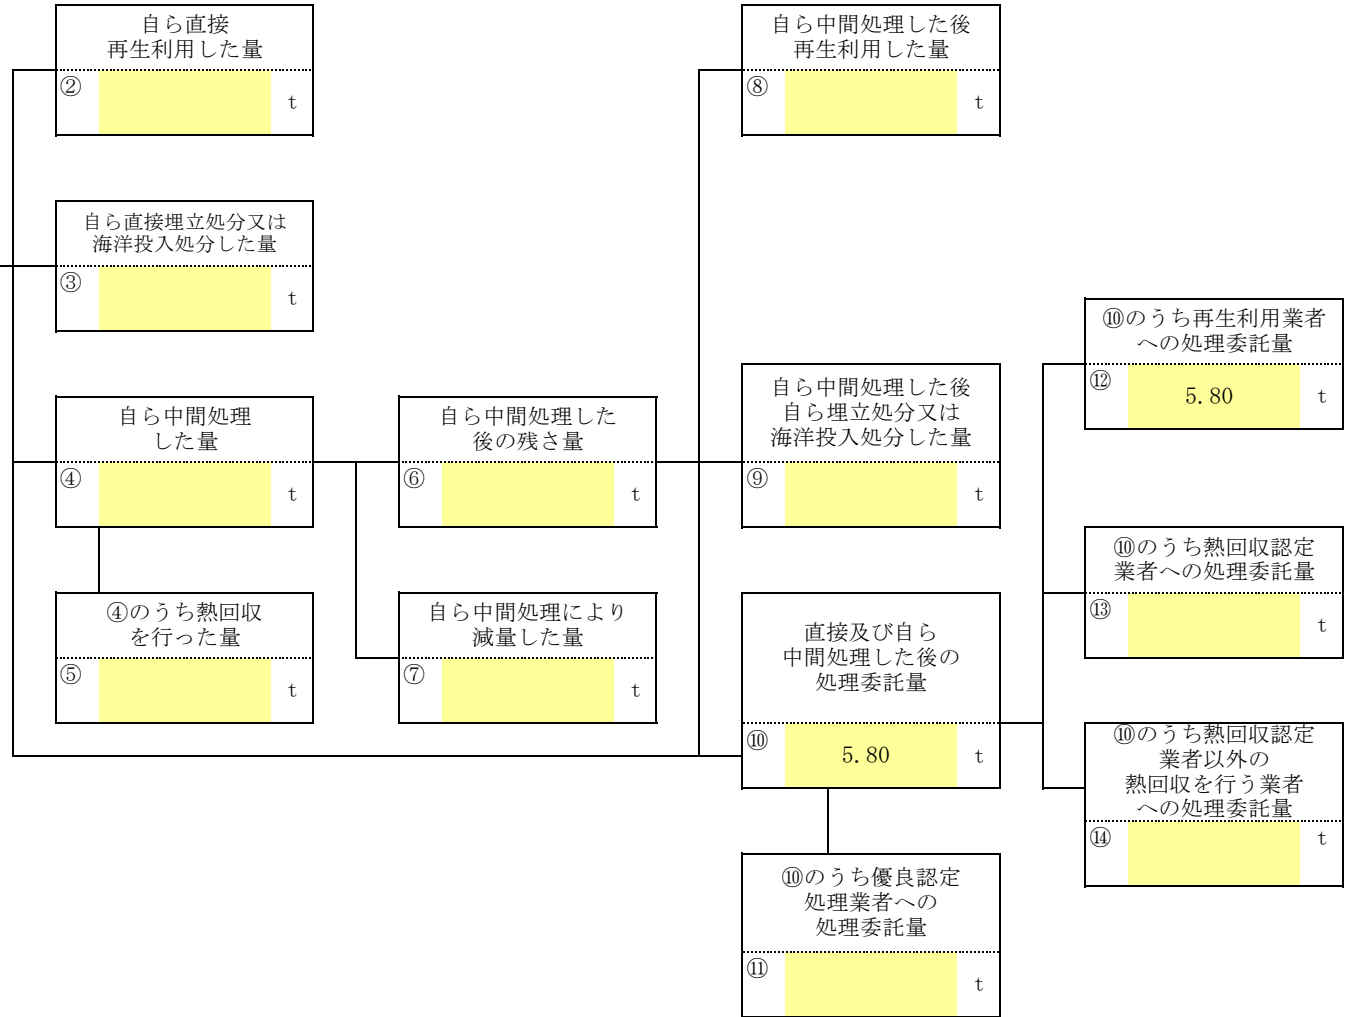 自ら直接
再生利用した量
②
t
自ら直接埋立処分又は
海洋投入処分した量
③
t
自ら中間処理
した量
④
t
④のうち熱回収
を行った量
⑤
t
自ら中間処理した
後の残さ量
⑥
t
自ら中間処理により
減量した量
⑦
t
自ら中間処理した後
再生利用した量
⑧
t
自ら中間処理した後
自ら埋立処分又は
海洋投入処分した量
⑨
t
直接及び自ら
中間処理した後の
処理委託量
⑩ 5.80 t
⑩のうち優良認定
処理業者への
処理委託量
⑪
t
⑩のうち再生利用業者
への処理委託量
⑫ 5.80 t
⑩のうち熱回収認定
業者への処理委託量
⑬
t
⑩のうち熱回収認定
業者以外の
熱回収を行う業者
への処理委託量
⑭
t